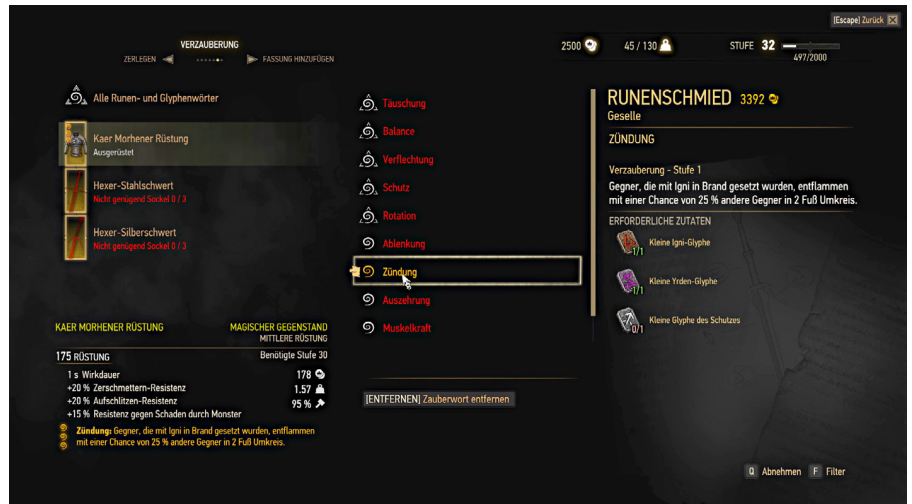 [Escape] Zurück
VERZAUBERUNG
ZERLEGEN
FASSUNG HINZUFÜGEN
2500
45 / 130
STUFE 32
497/2000
Alle Runen- und Glyphenwörter
Kaer Morhener Rüstung
Ausgerüstet
Hexer-Stahlschwert
Nicht genügend Sockel 0 / 3
Hexer-Silberschwert
Nicht genügend Sockel 0 / 3
KAER MORHENER RÜSTUNG
MAGISCHER GEGENSTAND
MITTLERE RÜSTUNG
175 RÜSTUNG
Benötigte Stufe 30
1 s Wirkdauer
178
+20 % Zerschmettern-Resistenz
1.57
+20 % Aufschlitzen-Resistenz
95 %
+15 % Resistenz gegen Schaden durch Monster
Zündung: Gegner, die mit Igni in Brand gesetzt wurden, entflammen
mit einer Chance von 25 % andere Gegner in 2 Fuß Umkreis.
Täuschung
Balance
Verflechtung
Schutz
Rotation
Ablenkung
Zündung
Auszehrung
Muskelkraft
[ENTFERNEN] Zauberwort entfernen
RUNENSCHMIED 3392
Geselle
ZÜNDUNG
Verzauberung - Stufe 1
Gegner, die mit Igni in Brand gesetzt wurden, entflammen
mit einer Chance von 25 % andere Gegner in 2 Fuß Umkreis.
ERFORDERLICHE ZUTATEN
Kleine Igni-Glyphe
1/1
Kleine Yrden-Glyphe
1/1
Kleine Glyphe des Schutzes
0/1
Q Abnehmen F Filter